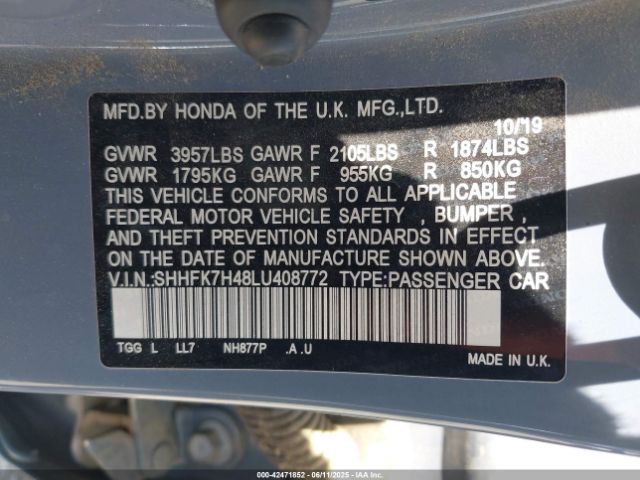 MFD.BY HONDA OF THE U.K. MFG.,LTD.
10/'19
GVWR 3957LBS GAWR F 2105LBS R 1874LBS
GVWR 1795KG GAWR F 955KG R 850KG
THIS VEHICLE CONFORMS TO ALL APPLICABLE
FEDERAL MOTOR VEHICLE SAFETY , BUMPER ,
AND THEFT PREVENTION STANDARDS IN EFFECT
ON THE DATE OF MANUFACTURE SHOWN ABOVE.
V.I.N.:SHHFK7H48LU408772 TYPE:PASSENGER CAR
TGG L LL7 NH877P .A .U
MADE IN U.K.
000-42471852 - 06/11/2025 - IAAI - Copart